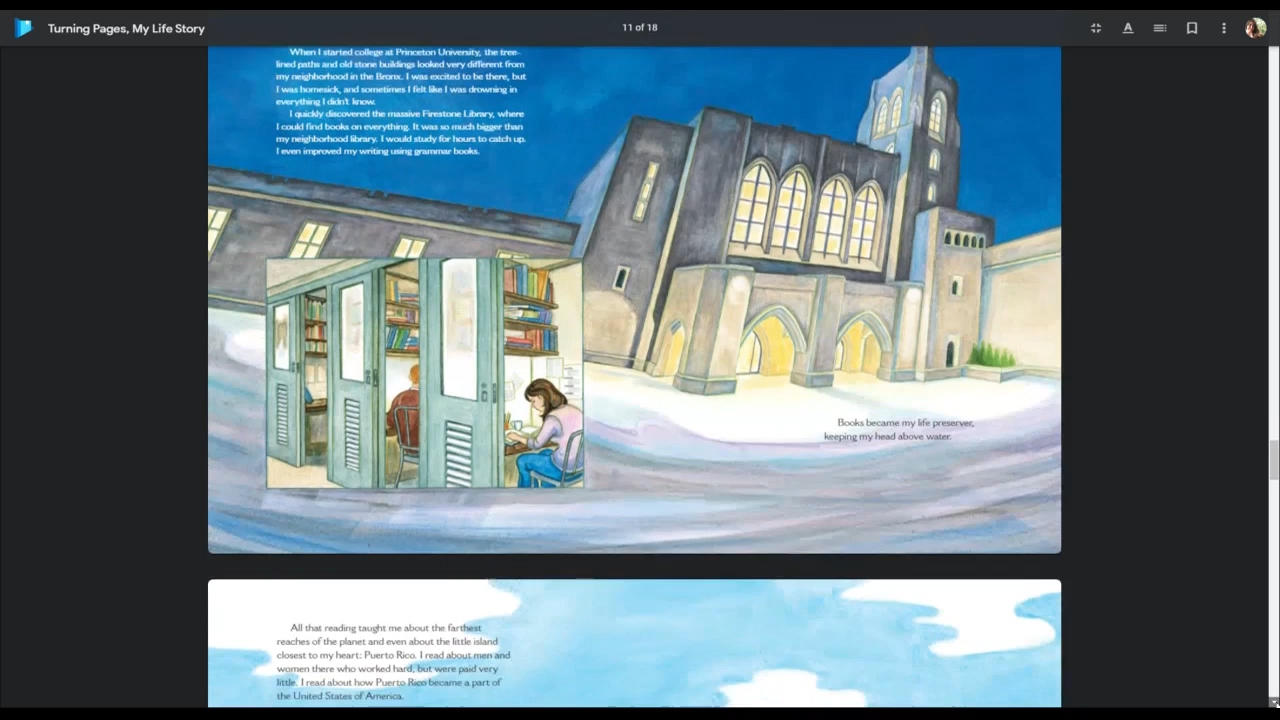 Turning Pages, My Life Story
11 of 18
When I started college at Princeton University, the tree-
lined paths and old stone buildings looked very different from
my neighborhood in the Bronx. I was excited to be there, but
I was homesick, and sometimes I felt like I was drowning in
everything I didn't know.
I quickly discovered the massive Firestone Library, where
I could find books on everything. It was so much bigger than
my neighborhood library. I would study for hours to catch up.
I even improved my writing using grammar books.
Books became my life preserver,
keeping my head above water.
All that reading taught me about the farthest
reaches of the planet and even about the little island
closest to my heart: Puerto Rico. I read about men and
women there who worked hard, but were paid very
little. I read about how Puerto Rico became a part of
the United States of America.